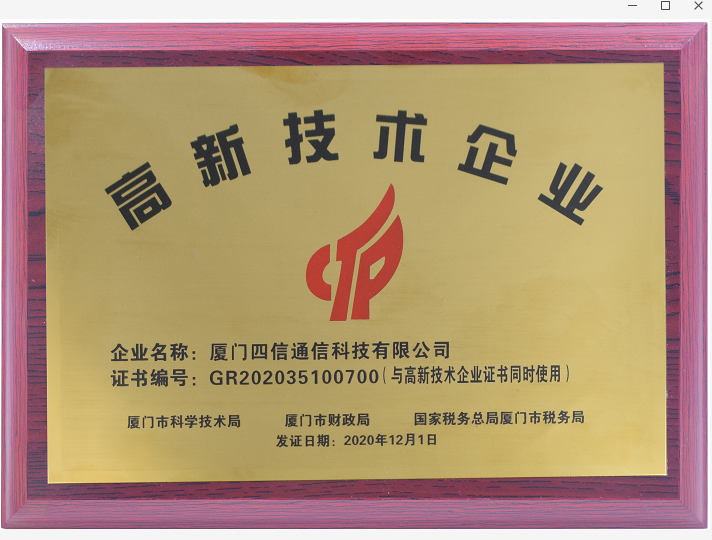 高新技术企业
CTP
企业名称：厦门四信通信科技有限公司
证书编号：GR202035100700（与高新技术企业证书同时使用）
厦门市科学技术局 厦门市财政局 国家税务总局厦门市税务局
发证日期：2020年12月1日